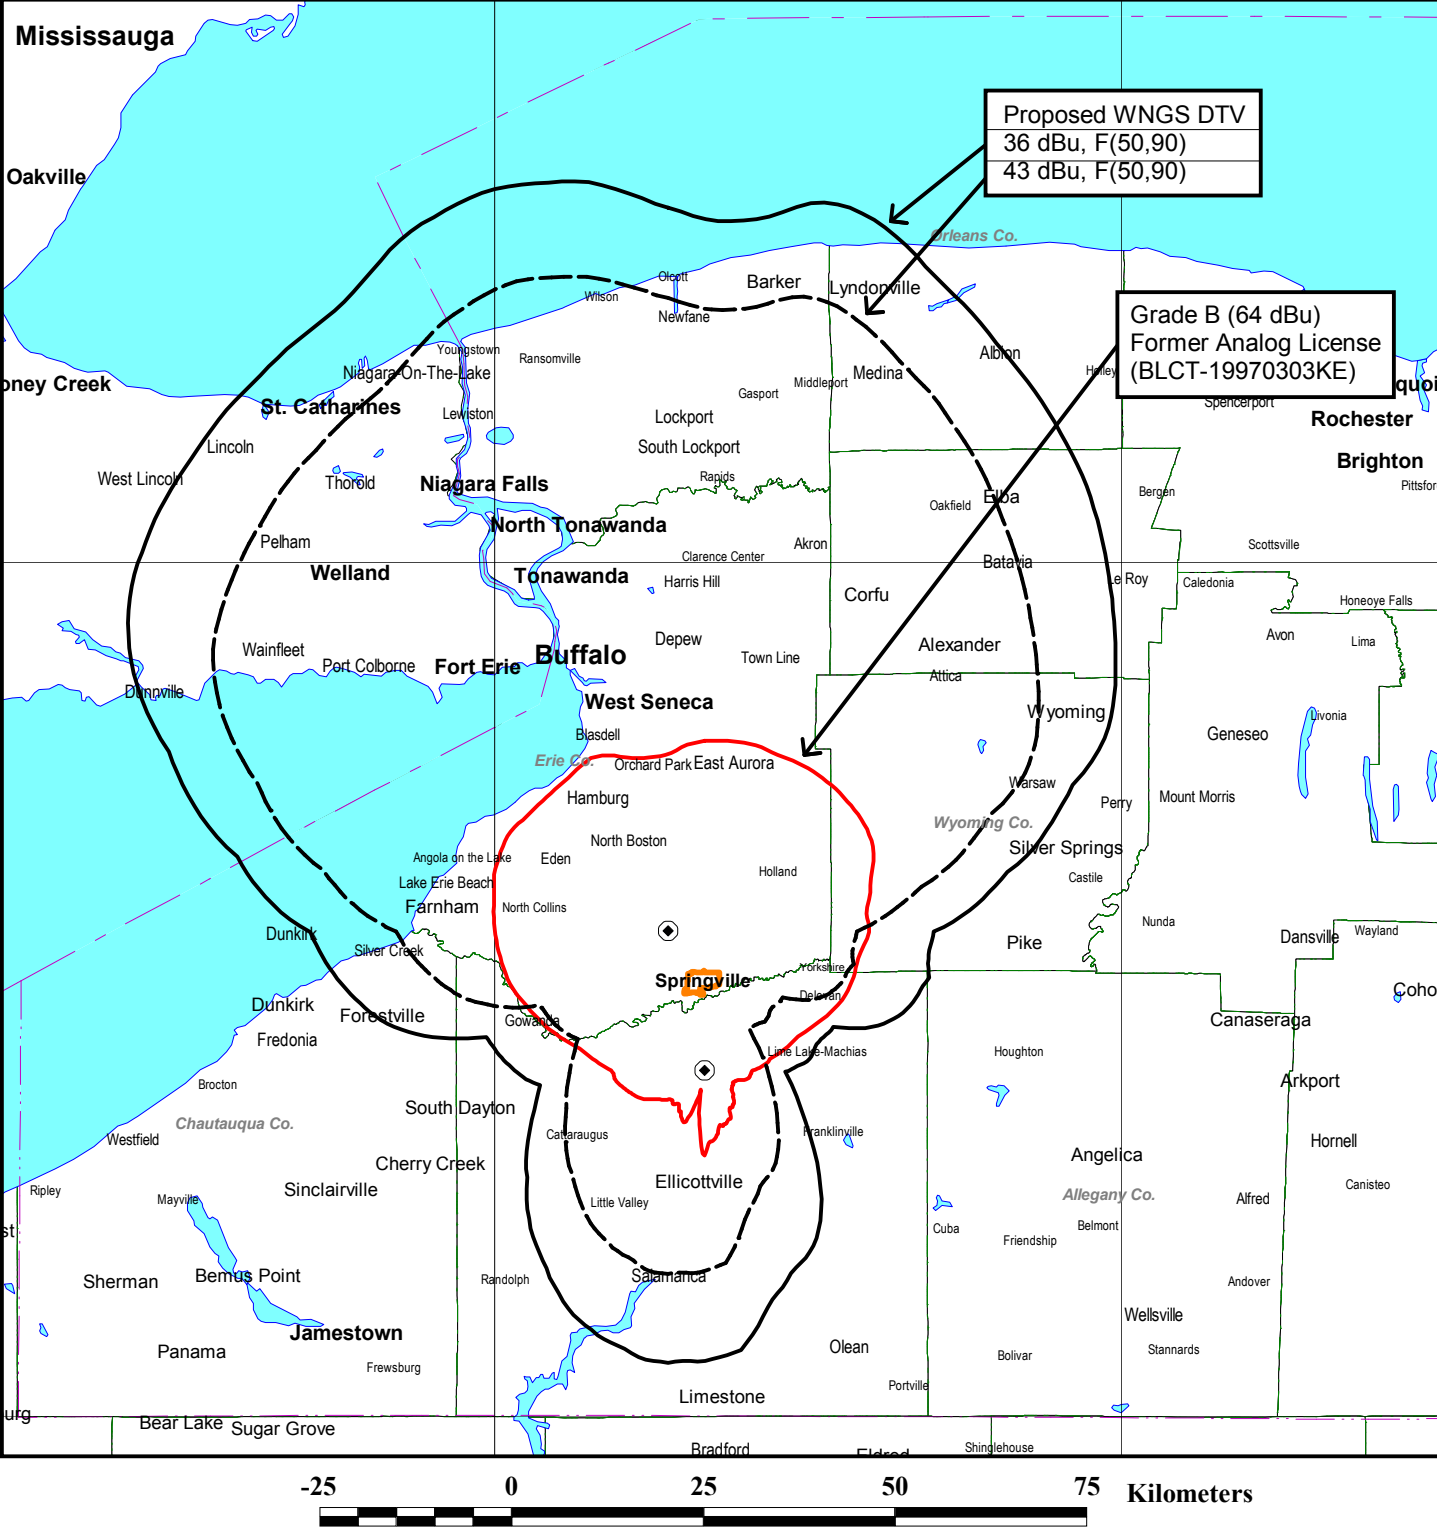 Mississauga
Proposed WNGS DTV
36 dBu, F(50,90)
43 dBu, F(50,90)
Oakville
Orleans Co.
Olcott
Barker
Lyndonville
Wilson
Newfane
Grade B (64 dBu)
Former Analog License
(BLCT-19970303KE)
Youngstown
Ransomville
Albion
Niagara-On-The-Lake
Medina
Holley
oney Creek
Middleport
quoi
Gasport
St. Catharines
Lewiston
Lockport
Spencerport
Rochester
Lincoln
South Lockport
Brighton
West Lincoln
Thorold
Niagara Falls
Rapids
Pittsfor
Oakfield
Elba
Bergen
North Tonawanda
Pelham
Akron
Scottsville
Clarence Center
Batavia
Welland
Tonawanda
Harris Hill
Le Roy
Caledonia
Corfu
Honeoye Falls
Depew
Avon
Lima
Wainfleet
Port Colborne
Fort Erie
Buffalo
Town Line
Alexander
Attica
Dunnville
West Seneca
Wyoming
Livonia
Blasdell
Geneseo
Erie Co.
Orchard Park
East Aurora
Hamburg
Warsaw
Perry
Mount Morris
Wyoming Co.
North Boston
Silver Springs
Angola on the Lake
Eden
Holland
Castile
Lake Erie Beach
Farnham
North Collins
Nunda
Dunkirk
Silver Creek
Pike
Dansville
Wayland
Springville
Yorkshire
Delevan
Coho
Dunkirk
Forestville
Gowanda
Canaseraga
Fredonia
Lime Lake-Machias
Houghton
Brocton
Arkport
South Dayton
Chautauqua Co.
Westfield
Cattaraugus
Franklinville
Hornell
Cherry Creek
Angelica
Ripley
Sinclairville
Ellicottville
Canisteo
Mayville
Little Valley
Allegany Co.
Alfred
st
Cuba
Belmont
Friendship
Sherman
Bemus Point
Randolph
Salamanca
Andover
Wellsville
Jamestown
Panama
Olean
Bolivar
Stannards
Frewsburg
Portville
Limestone
urg
Bear Lake
Sugar Grove
Bradford
Eldred
Shinglehouse
-25 0 25 50 75 Kilometers